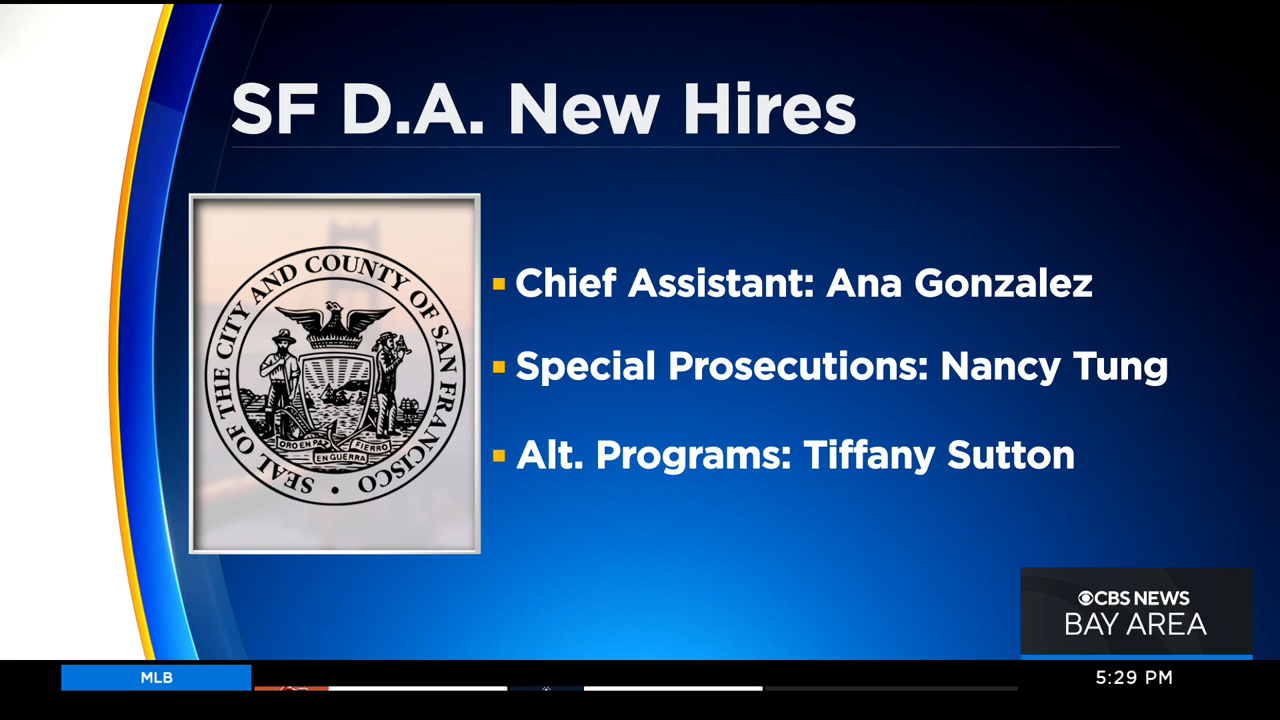 SF D.A. New Hires
SEAL OF THE CITY AND COUNTY OF SAN FRANCISCO
ORO EN PAZ
FIERRO
EN GUERRA
Chief Assistant: Ana Gonzalez
Special Prosecutions: Nancy Tung
Alt. Programs: Tiffany Sutton
CBS NEWS
BAY AREA
MLB
5:29 PM